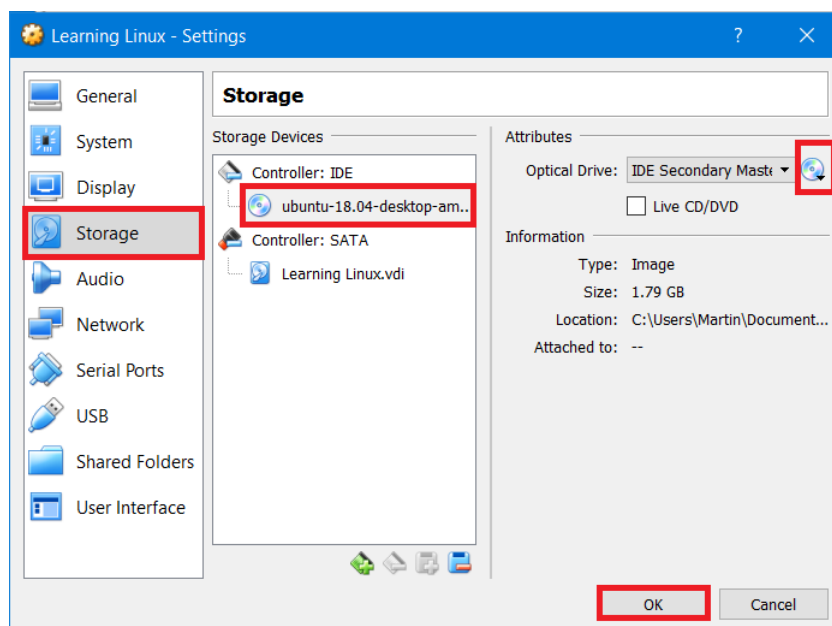 Learning Linux - Settings
?
General
System
Display
Storage
Audio
Network
Serial Ports
USB
Shared Folders
User Interface
Storage
Storage Devices
Controller: IDE
ubuntu-18.04-desktop-am...
Controller: SATA
Learning Linux.vdi
Attributes
Optical Drive: IDE Secondary Maste
Live CD/DVD
Information
Type: Image
Size: 1.79 GB
Location: C:\Users\Martin\Document...
Attached to: --
OK Cancel